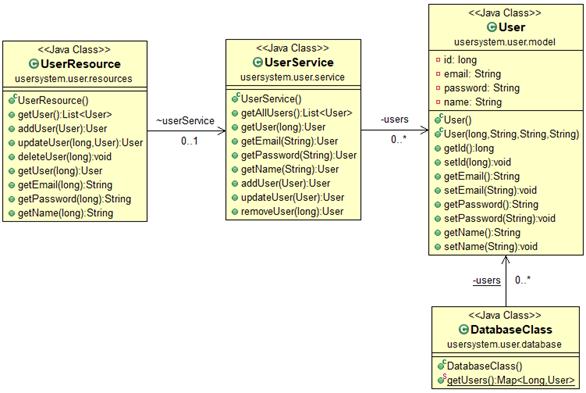 <<Java Class>>
UserResource
usersystem.user.resources
UserResource()
getUser():List<User>
addUser(User):User
updateUser(long,User):User
deleteUser(long):void
getUser(long):User
getEmail(long):String
getPassword(long):String
getName(long):String
~userService
0..1
<<Java Class>>
UserService
usersystem.user.service
UserService()
getAllUsers():List<User>
getUser(long):User
getEmail(String):User
getPassword(String):User
getName(String):User
addUser(User):User
updateUser(User):User
removeUser(long):User
-users
0..*
<<Java Class>>
User
usersystem.user.model
id: long
email: String
password: String
name: String
User()
User(long,String,String,String)
getId():long
setId(long):void
getEmail():String
setEmail(String):void
getPassword():String
setPassword(String):void
getName():String
setName(String):void
-users
0..*
<<Java Class>>
DatabaseClass
usersystem.user.database
DatabaseClass()
getUsers():Map<Long,User>